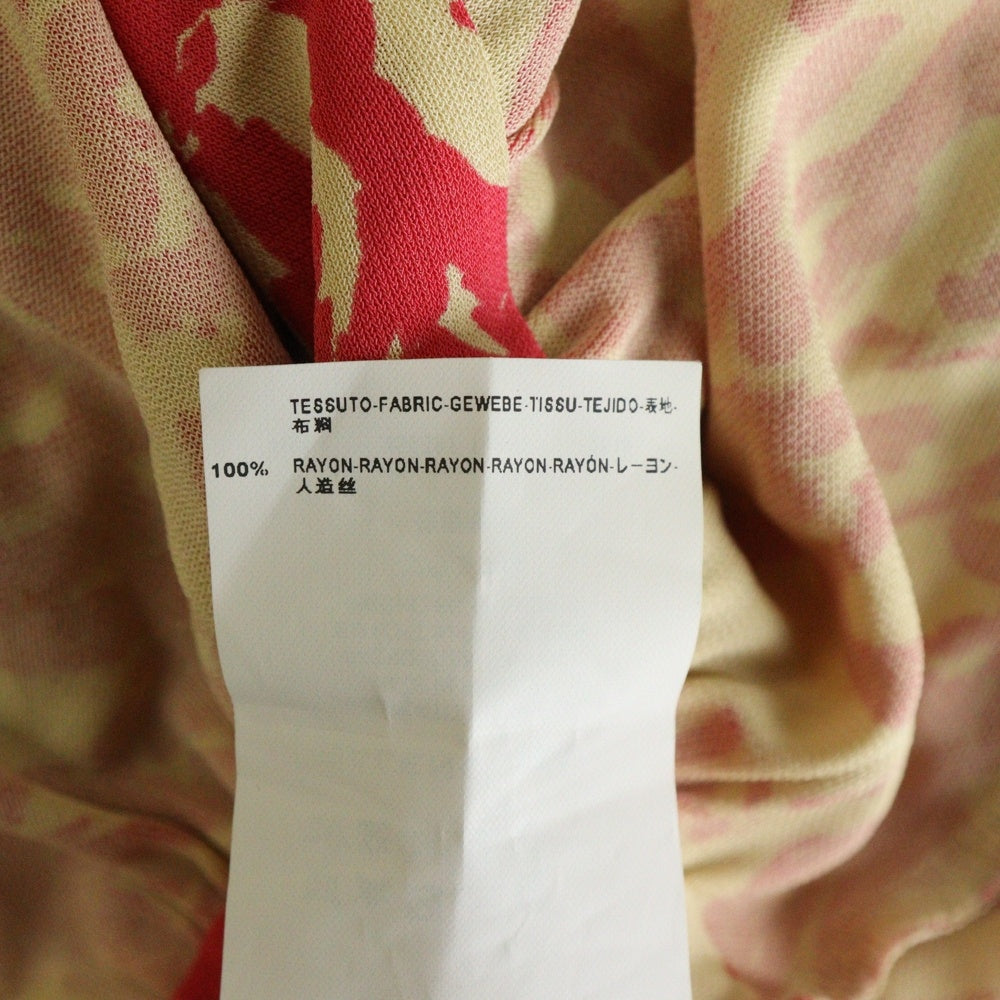 TESSUTO-FABRIC-GEWEBE-TISSU-TEJIDO-表地-
布料
100% RAYON-RAYON-RAYON-RAYON-RAYÓN-レーヨン-
人造丝